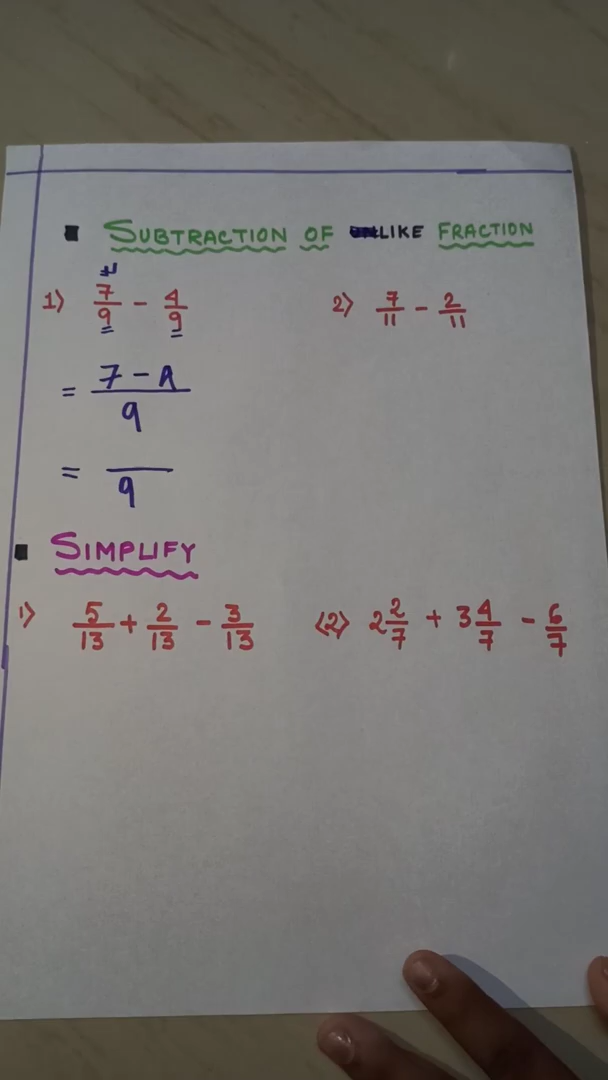 SUBTRACTION OF LIKE FRACTION
1) 7/9 - 4/9
2) 7/11 - 2/11
= 7 - 4 / 9
= / 9
SIMPLIFY
1) 5/13 + 2/13 - 3/13
(2) 2 2/7 + 3 4/7 - 6/7